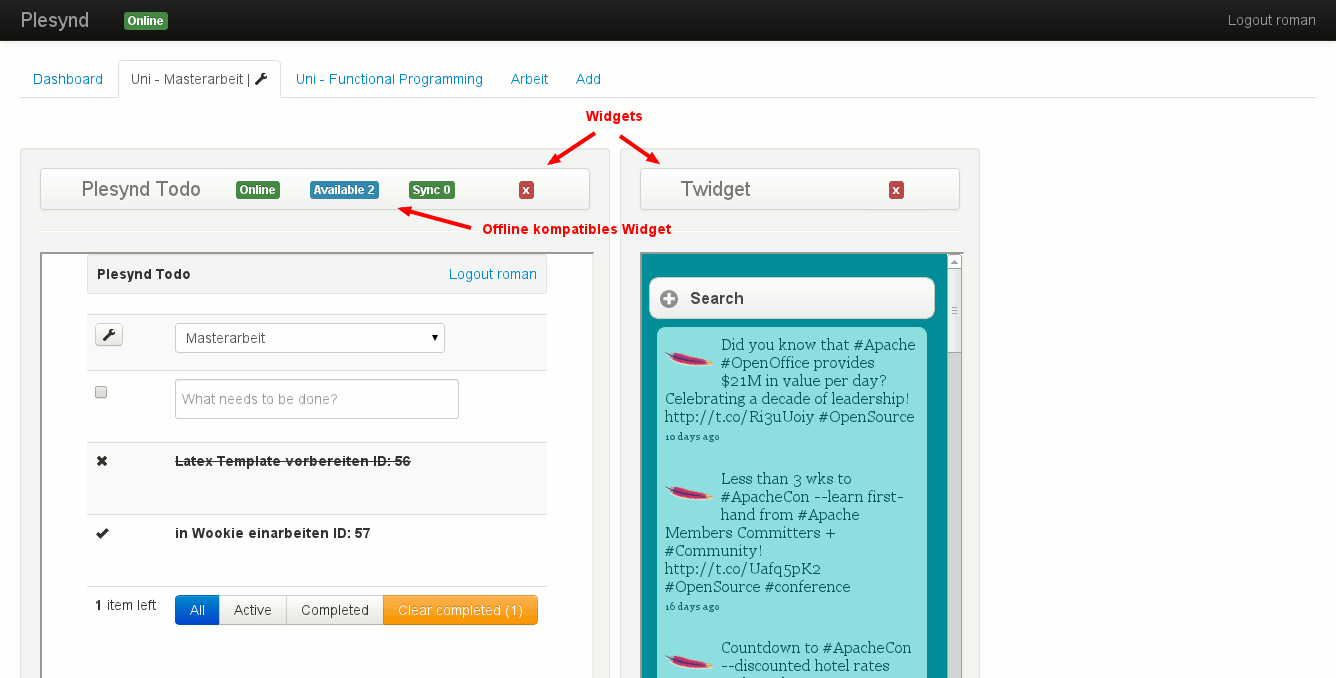 Plesynd Online Logout roman
Dashboard Uni - Masterarbeit | Uni - Functional Programming Arbeit Add
Widgets
Plesynd Todo Online Available 2 Sync 0 x
Twidget x
Offline kompatibles Widget
Plesynd Todo Logout roman
Masterarbeit
What needs to be done?
Latex Template vorbereiten ID: 56
in Wookie einarbeiten ID: 57
1 item left All Active Completed Clear completed (1)
Search
Did you know that #Apache
#OpenOffice provides
$21M in value per day?
Celebrating a decade of leadership!
http://t.co/Ri3uUoiy #OpenSource
10 days ago
Less than 3 wks to
#ApacheCon --learn first-
hand from #Apache
Members Committers +
#Community!
http://t.co/Uafq5pK2
#OpenSource #conference
16 days ago
Countdown to #ApacheCon
--discounted hotel rates